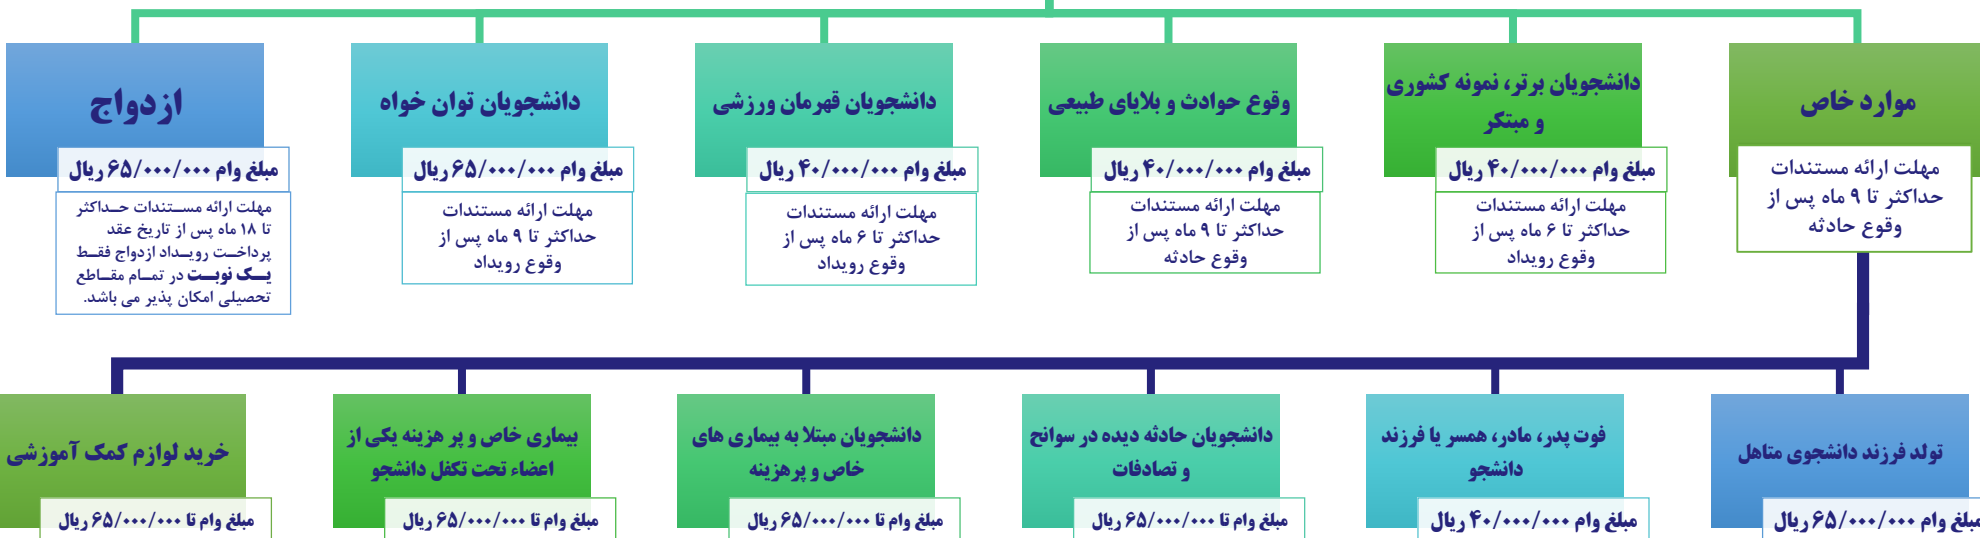 موارد خاص
مهلت ارائه مستندات
حداکثر تا ۹ ماه پس از
وقوع حادثه
دانشجویان برتر، نمونه کشوری
و مبتکر
مبلغ وام ۴۰/۰۰۰/۰۰۰ ریال
مهلت ارائه مستندات
حداکثر تا ۶ ماه پس از
وقوع رویداد
وقوع حوادث و بلایای طبیعی
مبلغ وام ۴۰/۰۰۰/۰۰۰ ریال
مهلت ارائه مستندات
حداکثر تا ۹ ماه پس از
وقوع حادثه
دانشجویان قهرمان ورزشی
مبلغ وام ۴۰/۰۰۰/۰۰۰ ریال
مهلت ارائه مستندات
حداکثر تا ۶ ماه پس از
وقوع رویداد
دانشجویان توان خواه
مبلغ وام ۶۵/۰۰۰/۰۰۰ ریال
مهلت ارائه مستندات
حداکثر تا ۹ ماه پس از
وقوع رویداد
ازدواج
مبلغ وام ۶۵/۰۰۰/۰۰۰ ریال
مهلت ارائه مستندات حداکثر
تا ۱۸ ماه پس از تاریخ عقد
پرداخت رویداد ازدواج فقط
یک نوبت در تمام مقاطع
تحصیلی امکان پذیر می باشد.
تولد فرزند دانشجوی متاهل
مبلغ وام ۶۵/۰۰۰/۰۰۰ ریال
فوت پدر، مادر، همسر یا فرزند
دانشجو
مبلغ وام ۴۰/۰۰۰/۰۰۰ ریال
دانشجویان حادثه دیده در سوانح
و تصادفات
مبلغ وام تا ۶۵/۰۰۰/۰۰۰ ریال
دانشجویان مبتلا به بیماری های
خاص و پرهزینه
مبلغ وام تا ۶۵/۰۰۰/۰۰۰ ریال
بیماری خاص و پر هزینه یکی از
اعضاء تحت تکفل دانشجو
مبلغ وام تا ۶۵/۰۰۰/۰۰۰ ریال
خرید لوازم کمک آموزشی
مبلغ وام تا ۶۵/۰۰۰/۰۰۰ ریال